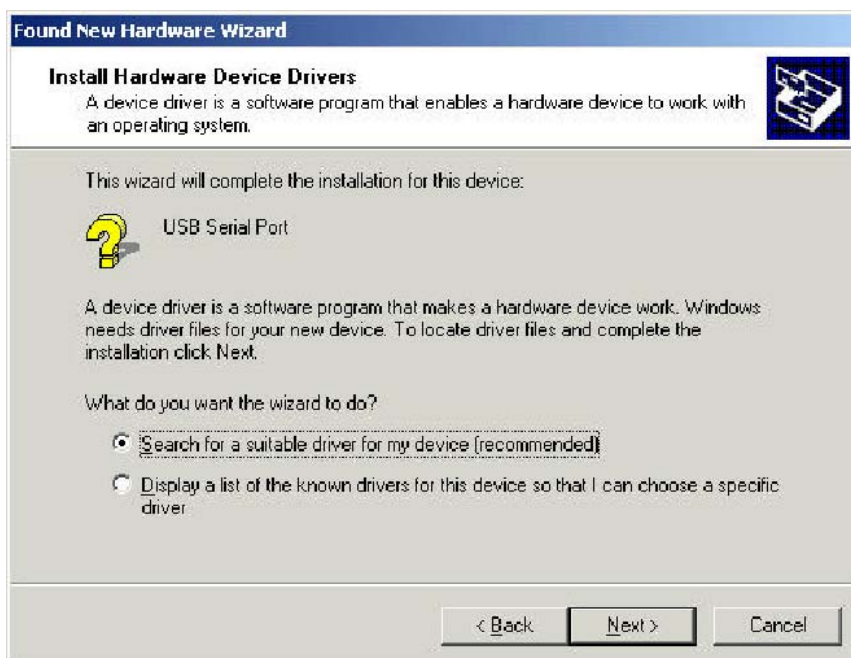 Found New Hardware Wizard
Install Hardware Device Drivers
A device driver is a software program that enables a hardware device to work with
an operating system.
This wizard will complete the installation for this device:
USB Serial Port
A device driver is a software program that makes a hardware device work. Windows
needs driver files for your new device. To locate driver files and complete the
installation click Next.
What do you want the wizard to do?
Search for a suitable driver for my device (recommended)
Display a list of the known drivers for this device so that I can choose a specific
driver
< Back
Next >
Cancel